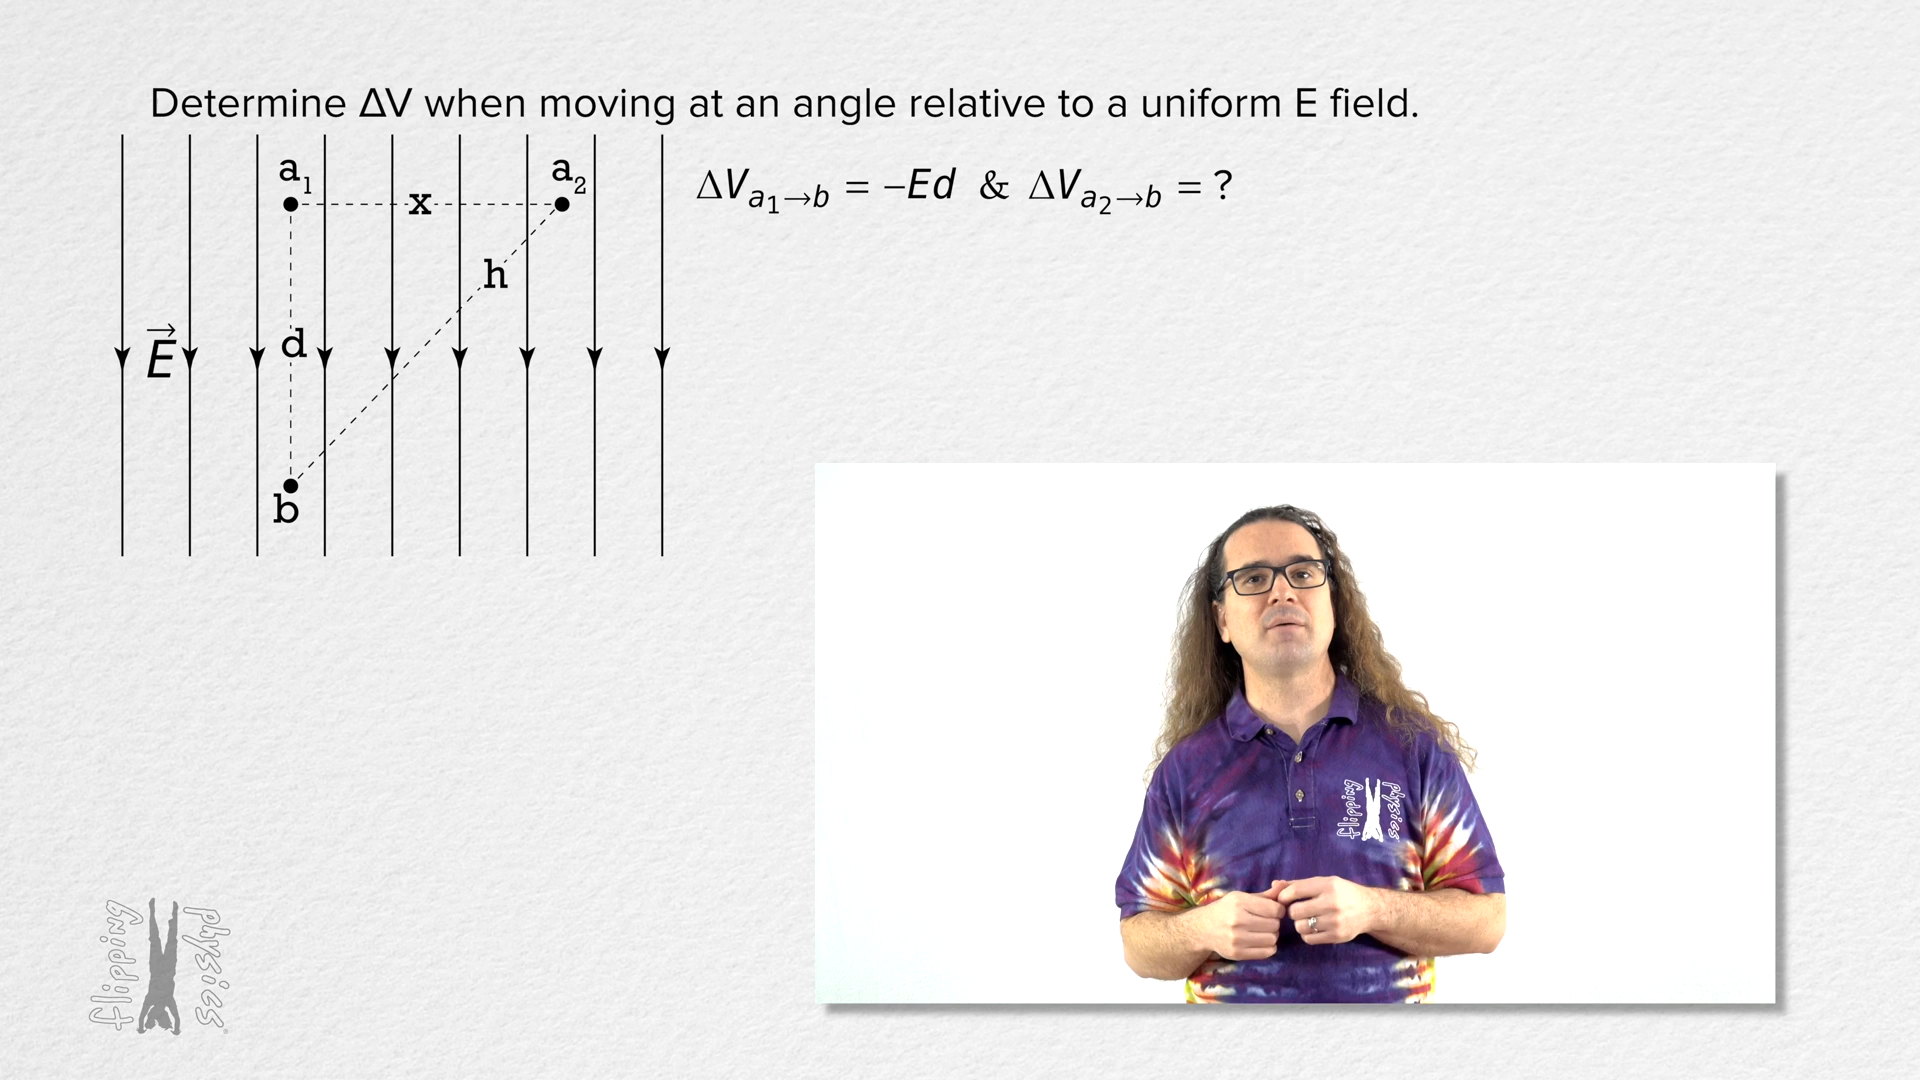 Determine ΔV when moving at an angle relative to a uniform E field.
a₁ x a₂
ΔVₐ₁→b = –Ed & ΔVₐ₂→b = ?
h
d
E⃗
b
flipping physics
flipping physics